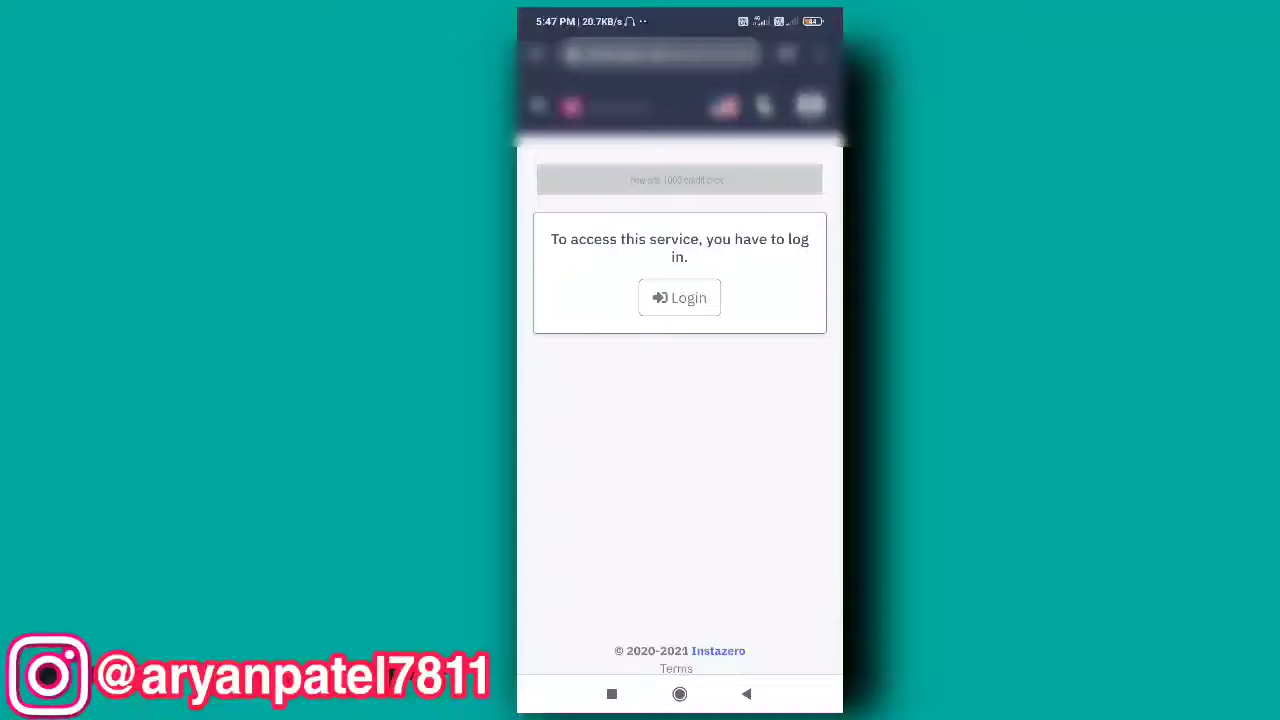 5:47 PM | 20.7KB/s
44
To access this service, you have to log
in.
Login
© 2020-2021 Instazero
Terms
@aryanpatel7811